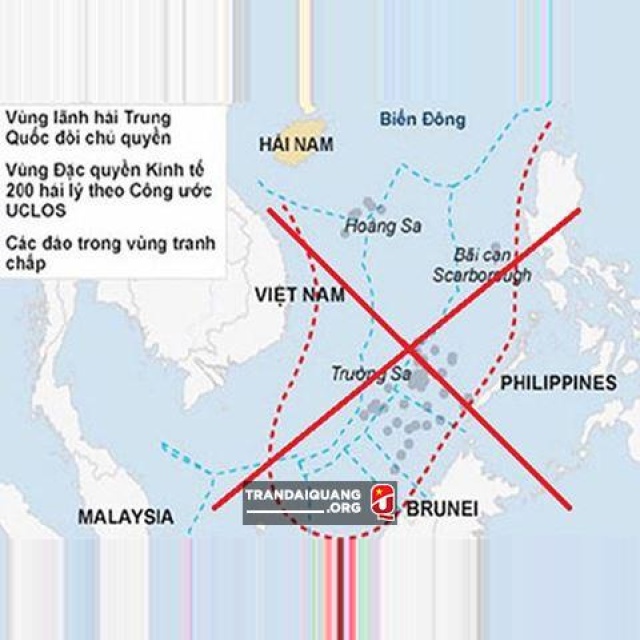 Vùng lãnh hải Trung
Quốc đòi chủ quyền
Vùng Đặc quyền Kinh tế
200 hải lý theo Công ước
UCLOS
Các đảo trong vùng tranh
chấp
Biển Đông
HẢI NAM
Hoàng Sa
Bãi cạn
Scarborough
VIỆT NAM
Trường Sa
PHILIPPINES
TRANDAIQUANG
.ORG
BRUNEI
MALAYSIA